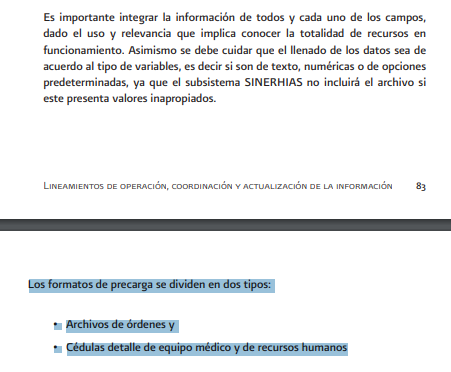 Es importante integrar la información de todos y cada uno de los campos,
dado el uso y relevancia que implica conocer la totalidad de recursos en
funcionamiento. Asimismo se debe cuidar que el llenado de los datos sea de
acuerdo al tipo de variables, es decir si son de texto, numéricas o de opciones
predeterminadas, ya que el subsistema SINERHIAS no incluirá el archivo si
este presenta valores inapropiados.
Lineamientos de operación, coordinación y actualización de la información 83
Los formatos de precarga se dividen en dos tipos:
• Archivos de órdenes y
• Cédulas detalle de equipo médico y de recursos humanos